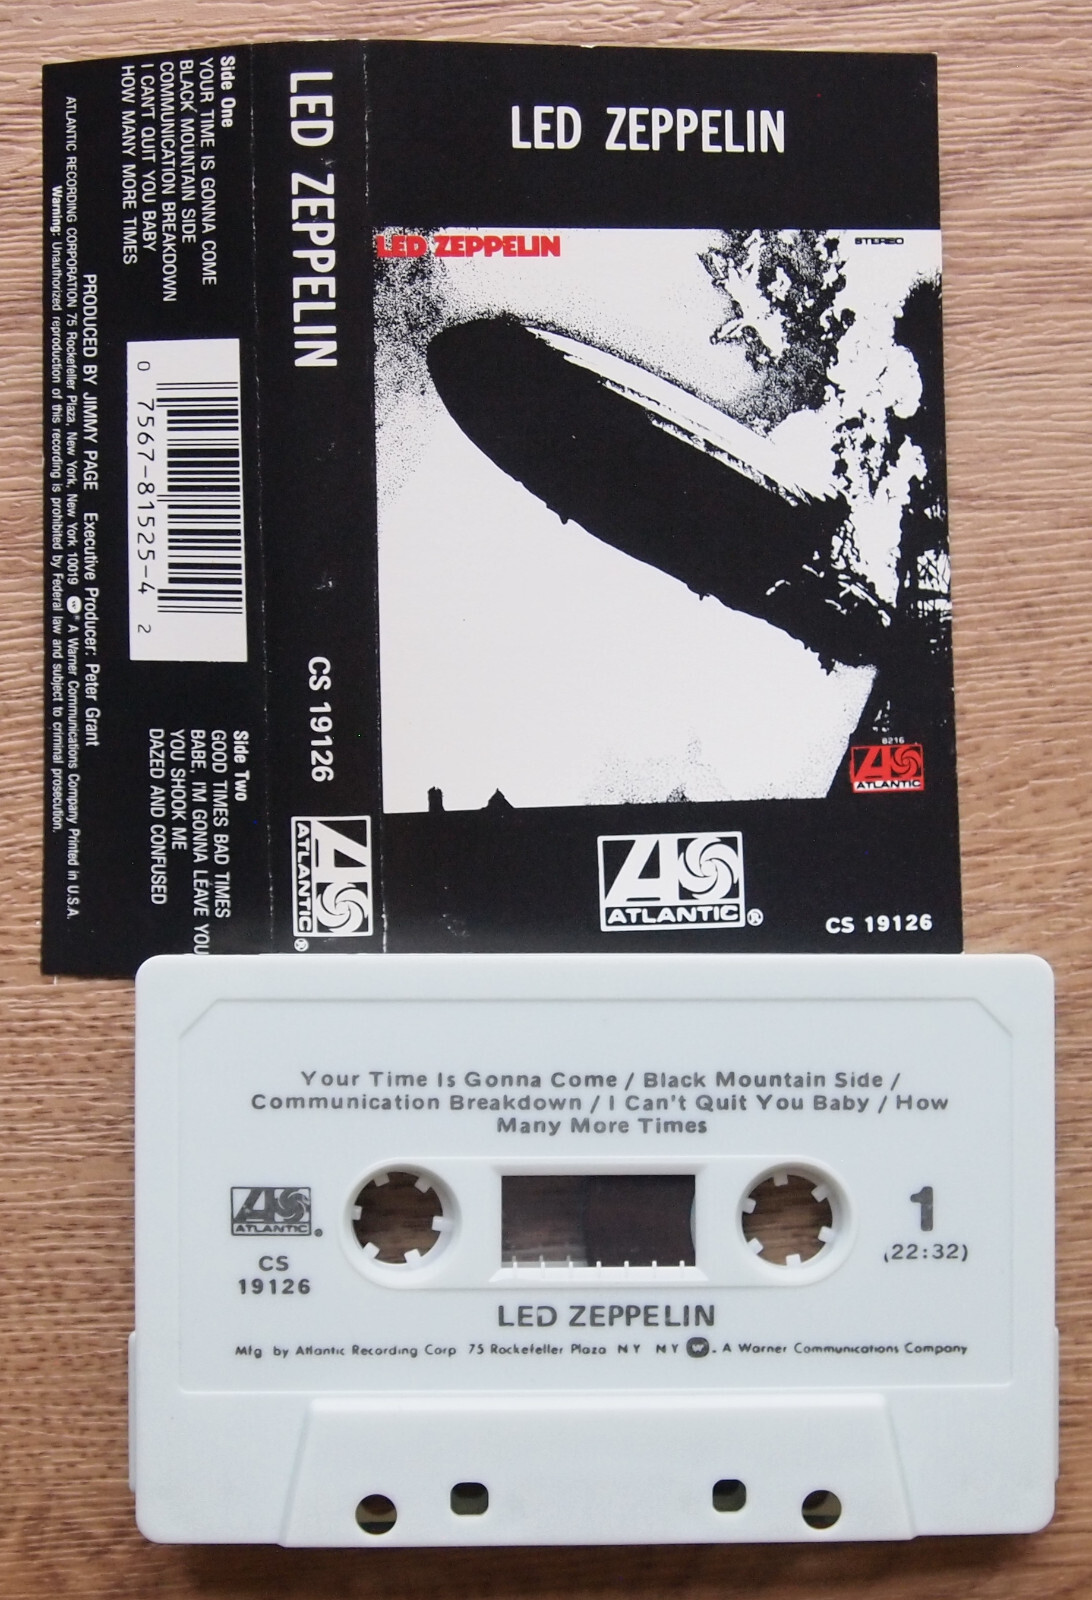 LED ZEPPELIN
LED ZEPPELIN
STEREO
8216
ATLANTIC
ATLANTIC®
CS 19126
LED ZEPPELIN
CS 19126
ATLANTIC®
Side One
YOUR TIME IS GONNA COME
BLACK MOUNTAIN SIDE
COMMUNICATION BREAKDOWN
I CAN'T QUIT YOU BABY
HOW MANY MORE TIMES
0 7567-81525-4 2
Side Two
GOOD TIMES BAD TIMES
BABE, I'M GONNA LEAVE YOU
YOU SHOOK ME
DAZED AND CONFUSED
PRODUCED BY JIMMY PAGE Executive Producer: Peter Grant
ATLANTIC RECORDING CORPORATION 75 Rockefeller Plaza, New York, New York 10019 W® A Warner Communications Company Printed in U.S.A.
Warning: Unauthorized reproduction of this recording is prohibited by Federal law and subject to criminal prosecution.
Your Time Is Gonna Come / Black Mountain Side /
Communication Breakdown / I Can't Quit You Baby / How
Many More Times
ATLANTIC®
CS
19126
1
(22:32)
LED ZEPPELIN
Mfg by Atlantic Recording Corp 75 Rockefeller Plaza NY NY W. A Warner Communications Company